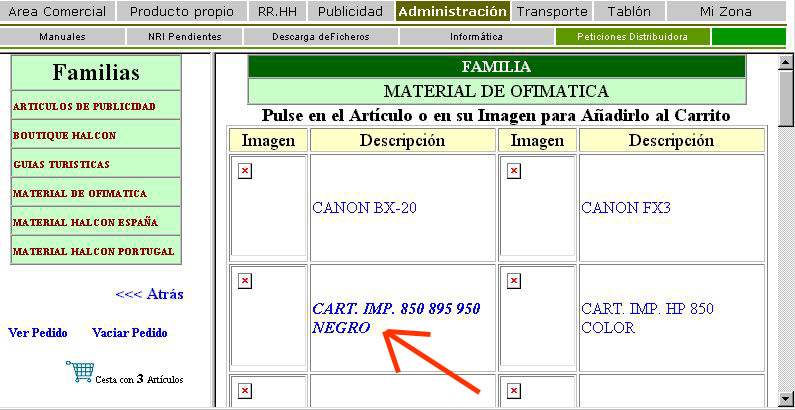 Area Comercial Producto propio RR.HH Publicidad Administración Transporte Tablón Mi Zona
Manuales NRI Pendientes Descarga deFicheros Informática Peticiones Distribuidora
Familias
ARTICULOS DE PUBLICIDAD
BOUTIQUE HALCON
GUIAS TURISTICAS
MATERIAL DE OFIMATICA
MATERIAL HALCON ESPAÑA
MATERIAL HALCON PORTUGAL
<<< Atrás
Ver Pedido Vaciar Pedido
Cesta con 3 Artículos
FAMILIA
MATERIAL DE OFIMATICA
Pulse en el Artículo o en su Imagen para Añadirlo al Carrito
Imagen Descripción Imagen Descripción
CANON BX-20 CANON FX3
CART. IMP. 850 895 950
NEGRO
CART. IMP. HP 850
COLOR